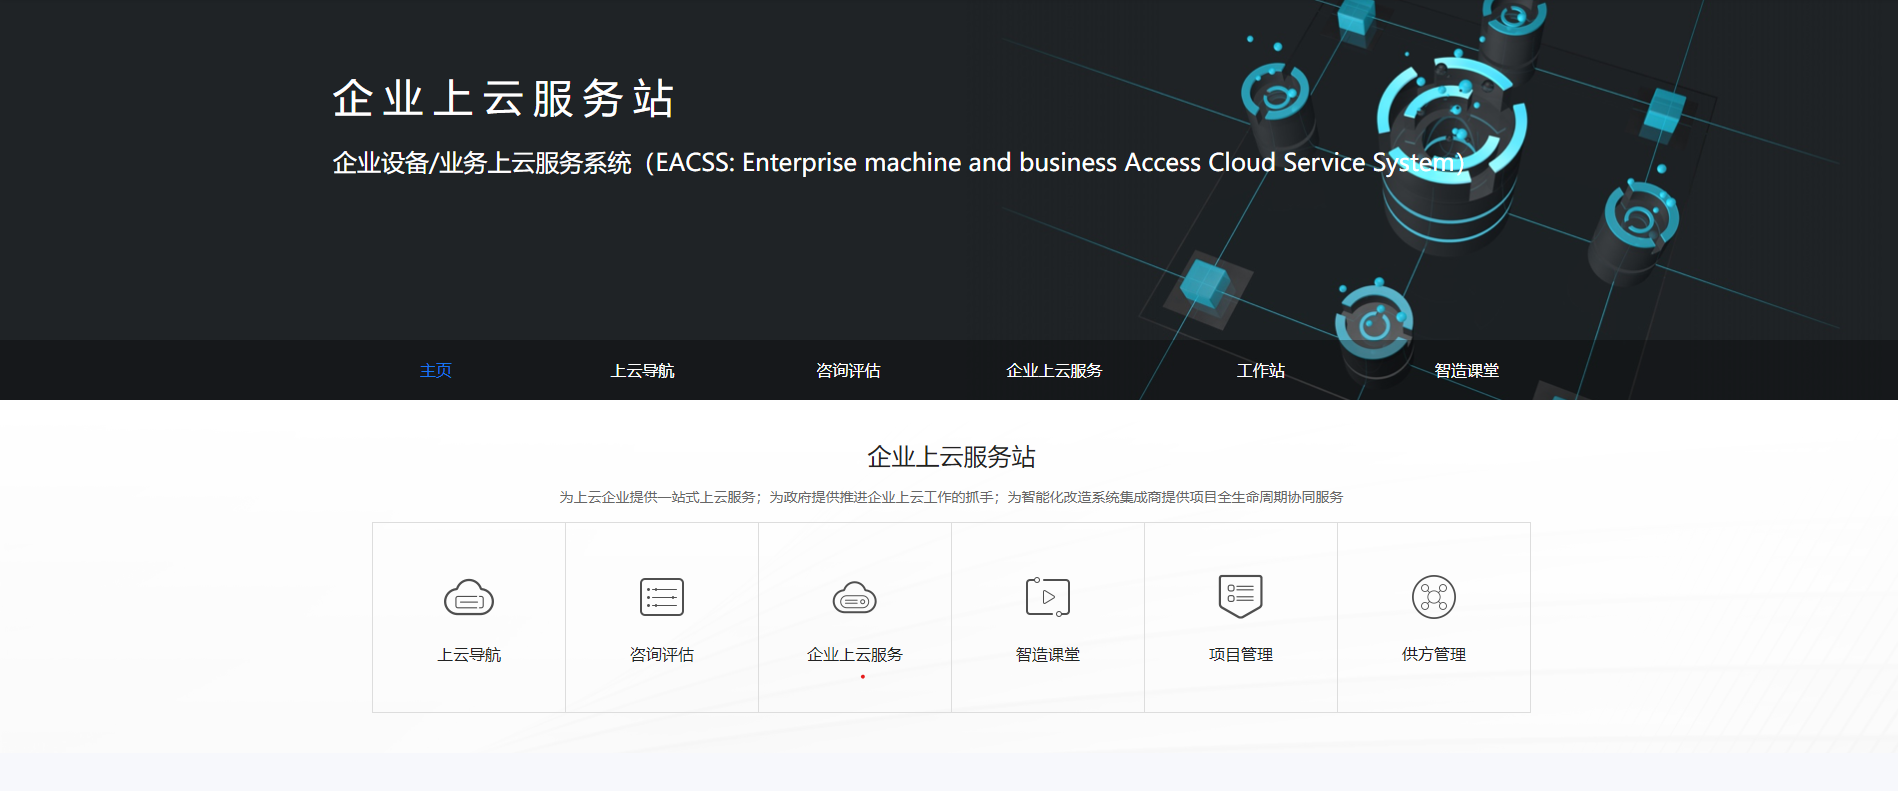 企业上云服务站
企业设备/业务上云服务系统（EACSS: Enterprise machine and business Access Cloud Service System）
主页 上云导航 咨询评估 企业上云服务 工作站 智造课堂
企业上云服务站
为上云企业提供一站式上云服务；为政府提供推进企业上云工作的抓手；为智能化改造系统集成商提供项目全生命周期协同服务
上云导航 咨询评估 企业上云服务 智造课堂 项目管理 供方管理